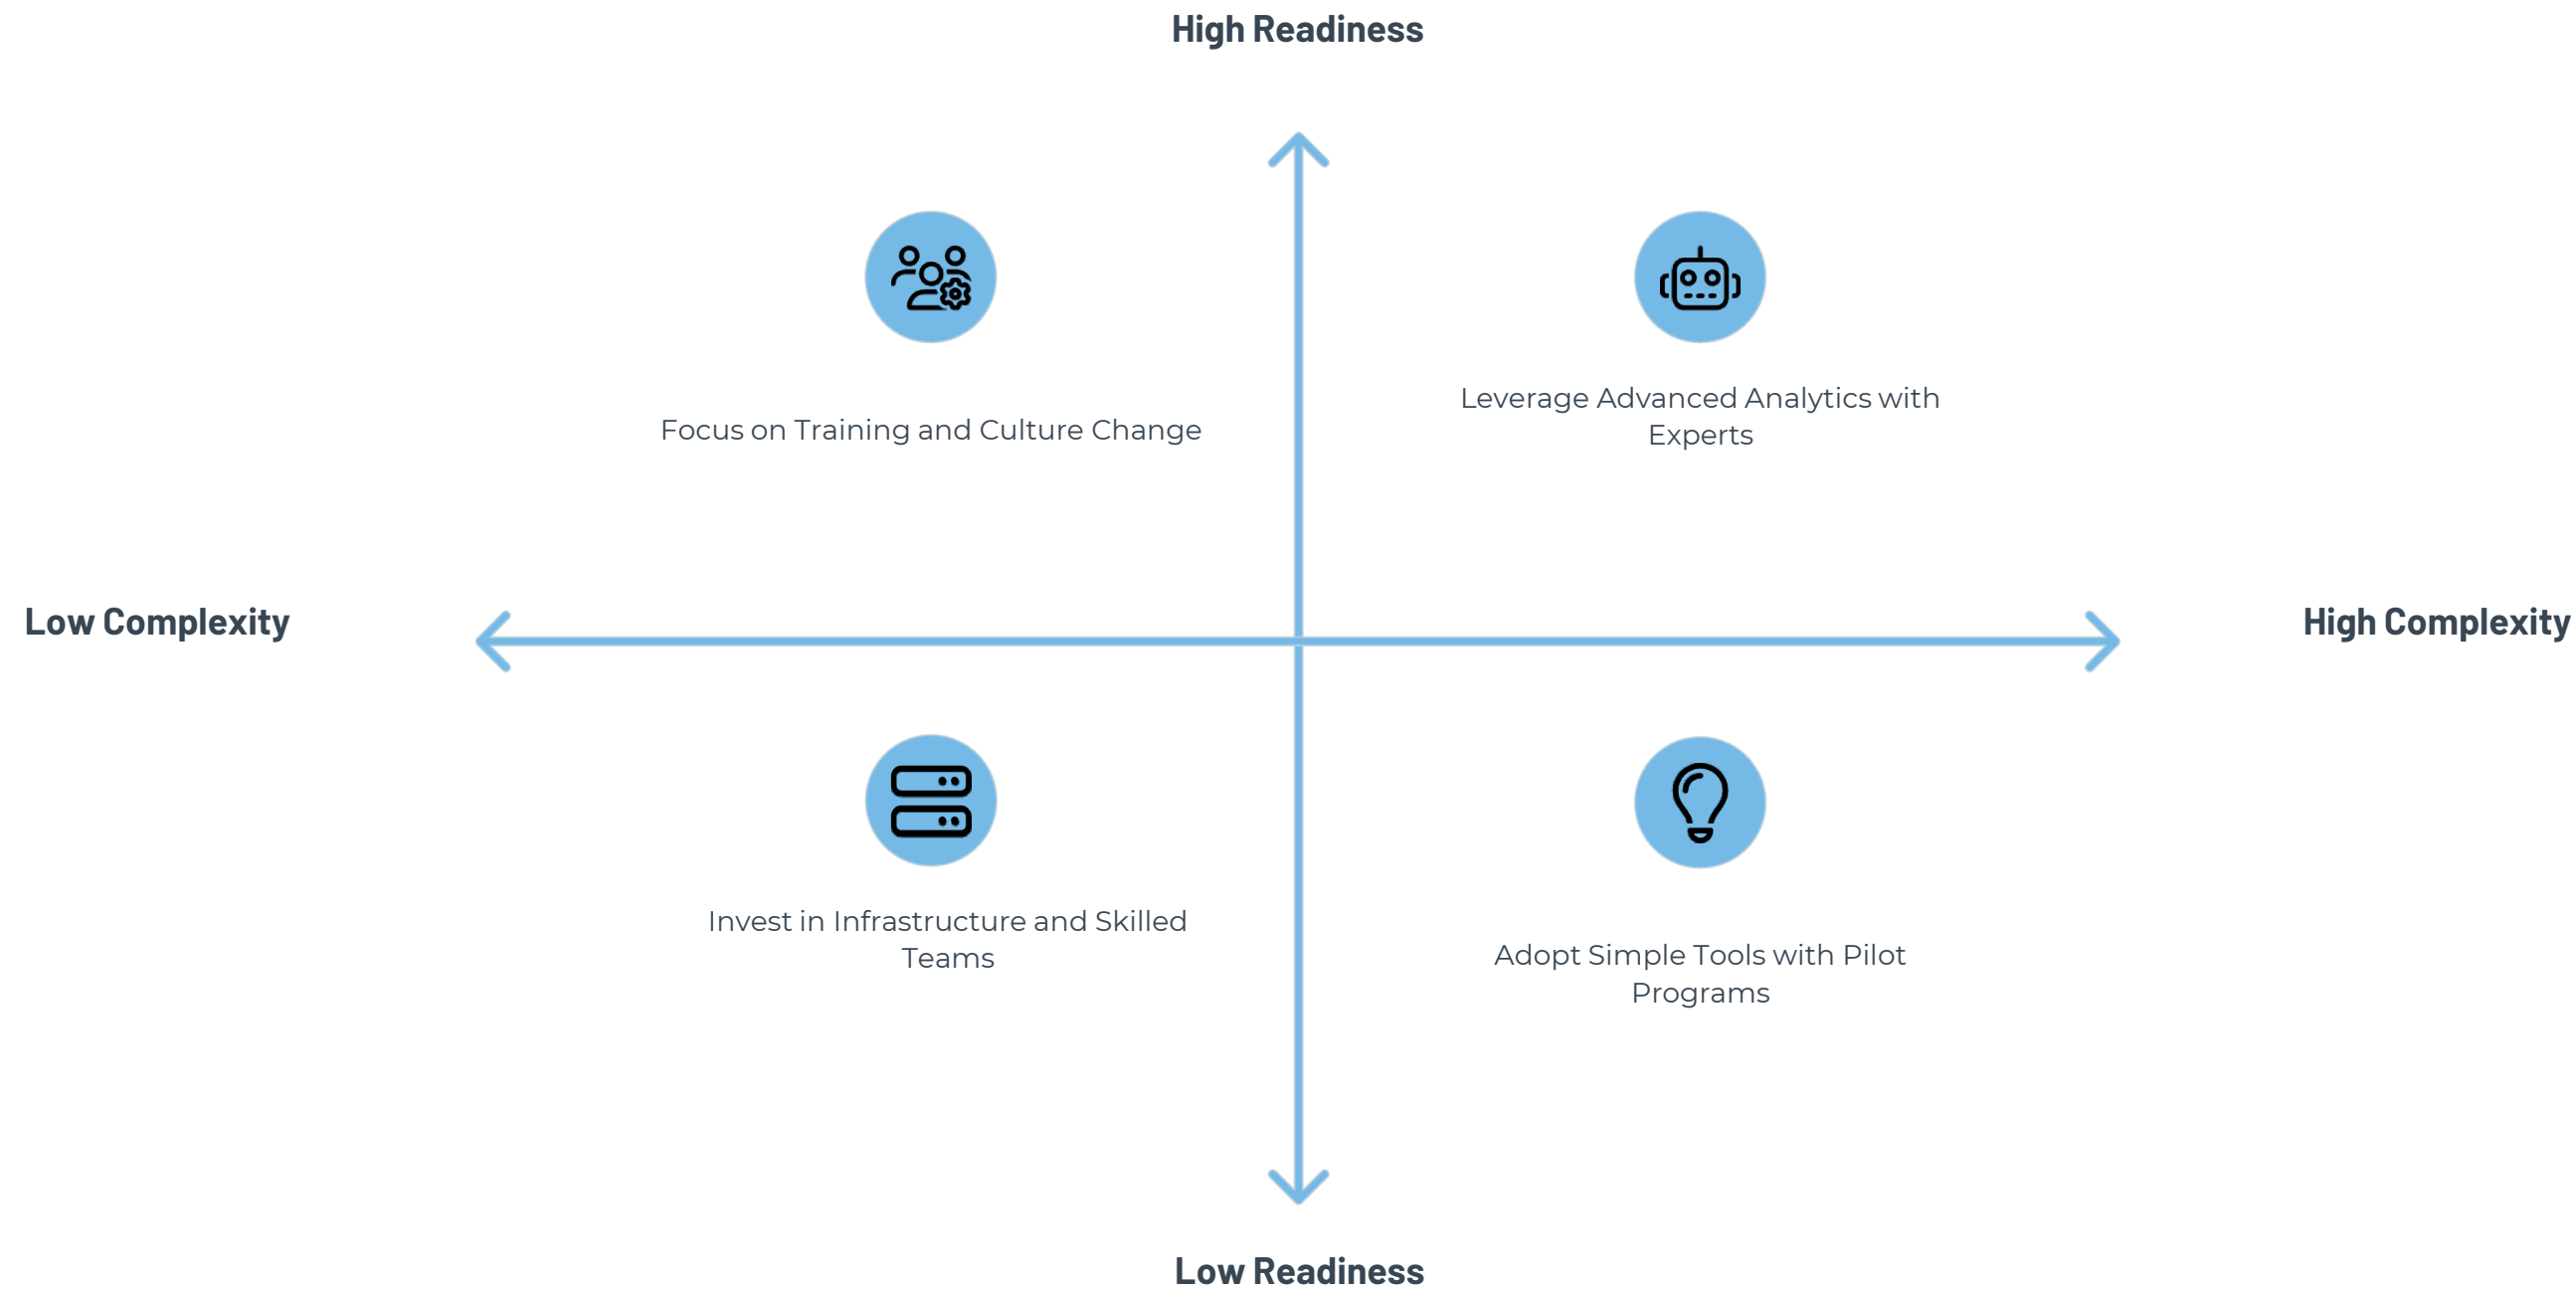 High Readiness
Focus on Training and Culture Change
Leverage Advanced Analytics with
Experts
Low Complexity
High Complexity
Invest in Infrastructure and Skilled
Teams
Adopt Simple Tools with Pilot
Programs
Low Readiness